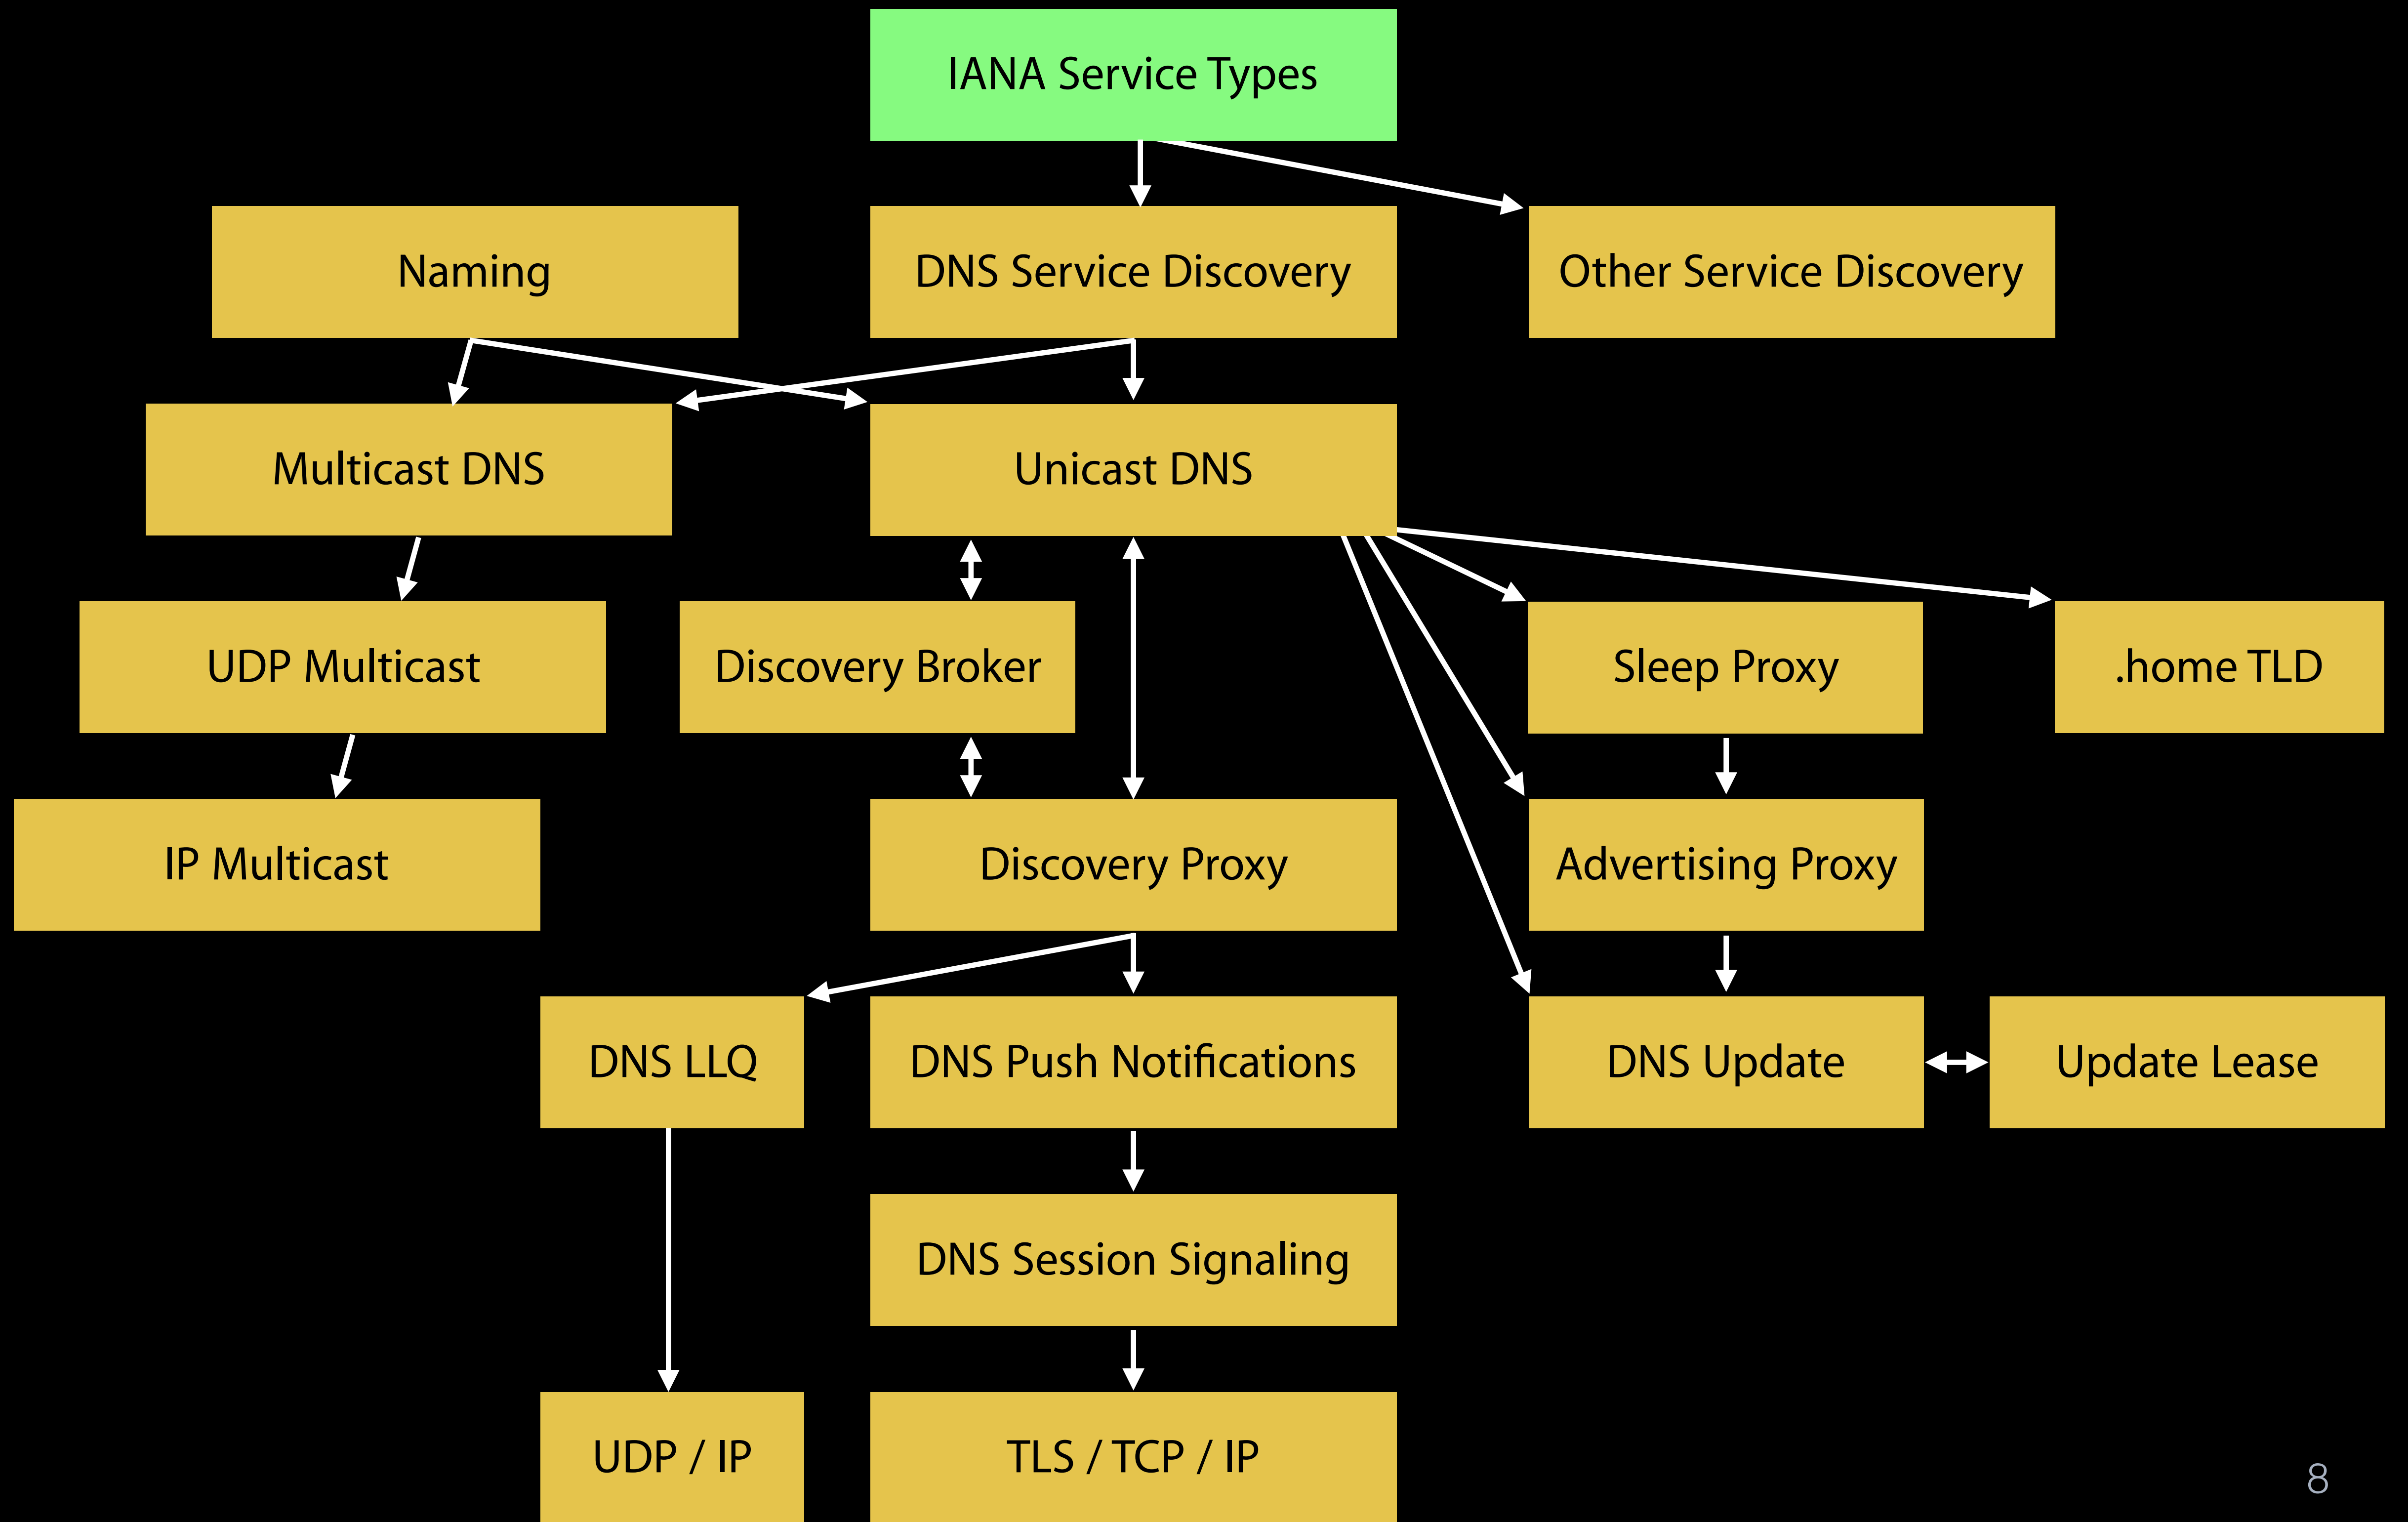 IANA Service Types
Naming
DNS Service Discovery
Other Service Discovery
Multicast DNS
Unicast DNS
UDP Multicast
Discovery Broker
Sleep Proxy
.home TLD
IP Multicast
Discovery Proxy
Advertising Proxy
DNS LLQ
DNS Push Notifications
DNS Update
Update Lease
DNS Session Signaling
UDP / IP
TLS / TCP / IP
8